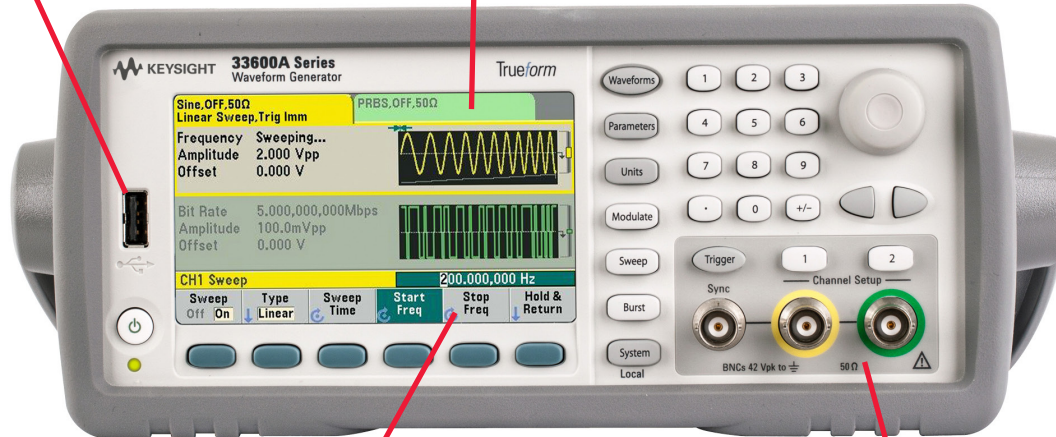 KEYSIGHT 33600A Series
Waveform Generator
Trueform
Sine,OFF,50Ω
Linear Sweep,Trig Imm
PRBS,OFF,50Ω
Frequency Sweeping...
Amplitude 2.000 Vpp
Offset 0.000 V
Bit Rate 5.000,000,000Mbps
Amplitude 100.0mVpp
Offset 0.000 V
CH1 Sweep 200.000,000 Hz
Sweep Type Sweep Start Stop Hold &
Off On Linear Time Freq Freq Return
Waveforms 1 2 3
Parameters 4 5 6
Units 7 8 9
Modulate . 0 +/−
Sweep Trigger 1 2
Channel Setup
Sync
Burst
System
Local
BNCs 42 Vpk to ⏚ 50 Ω